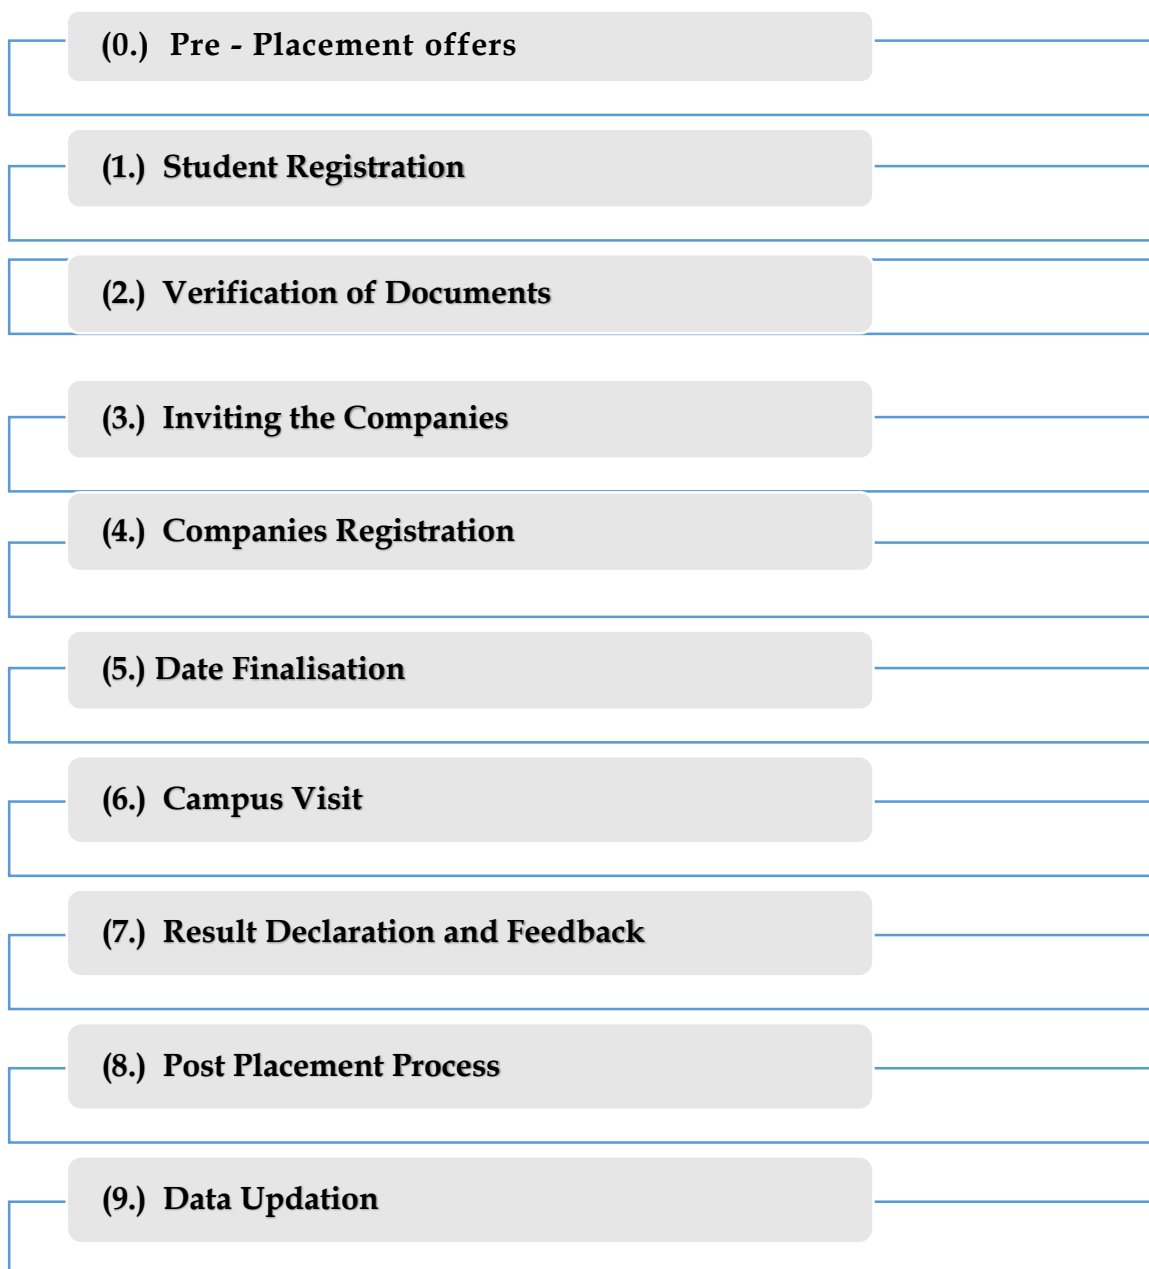 (0.) Pre - Placement offers
(1.) Student Registration
(2.) Verification of Documents
(3.) Inviting the Companies
(4.) Companies Registration
(5.) Date Finalisation
(6.) Campus Visit
(7.) Result Declaration and Feedback
(8.) Post Placement Process
(9.) Data Updation